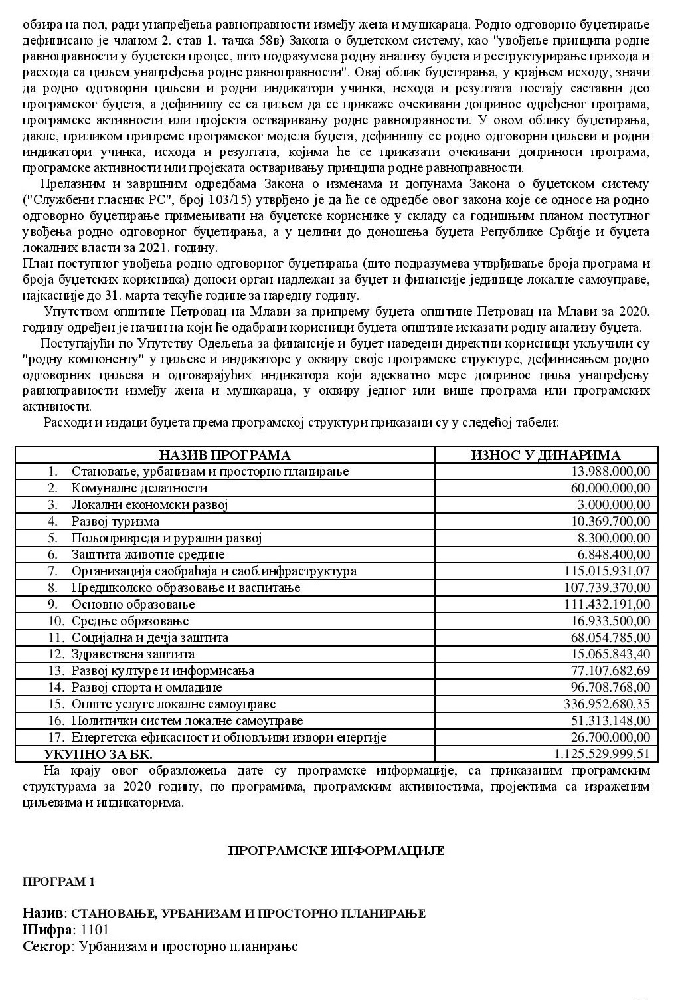 обзира на пол, ради унапређења равноправности између жена и мушкараца. Родно одговорно буџетирање
дефинисано је чланом 2. став 1. тачка 58в) Закона о буџетском систему, као "увођење принципа родне
равноправности у буџетски процес, што подразумева родну анализу буџета и реструктурирање прихода и
расхода са циљем унапређења родне равноправности". Овај облик буџетирања, у крајњем исходу, значи
да родно одговорни циљеви и родни индикатори учинка, исхода и резултата постају саставни део
програмског буџета, а дефинишу се са циљем да се прикаже очекивани допринос одређеног програма,
програмске активности или пројекта остваривању родне равноправности. У овом облику буџетирања,
дакле, приликом припреме програмског модела буџета, дефинишу се родно одговорни циљеви и родни
индикатори учинка, исхода и резултата, којима ће се приказати очекивани доприноси програма,
програмске активности или пројеката остваривању принципа родне равноправности.
Прелазним и завршним одредбама Закона о изменама и допунама Закона о буџетском систему
("Службени гласник РС", број 103/15) утврђено је да ће се одредбе овог закона које се односе на родно
одговорно буџетирање примењивати на буџетске кориснике у складу са годишњим планом поступног
увођења родно одговорног буџетирања, а у целини до доношења буџета Републике Србије и буџета
локалних власти за 2021. годину.
План поступног увођења родно одговорног буџетирања (што подразумева утврђивање броја програма и
броја буџетских корисника) доноси орган надлежан за буџет и финансије јединице локалне самоуправе,
најкасније до 31. марта текуће године за наредну годину.
Упутством општине Петровац на Млави за припрему буџета општине Петровац на Млави за 2020.
годину одређен је начин на који ће одабрани корисници буџета општине исказати родну анализу буџета.
Поступајући по Упутству Одељења за финансије и буџет наведени директни корисници укључили су
"родну компоненту" у циљеве и индикаторе у оквиру своје програмске структуре, дефинисањем родно
одговорних циљева и одговарајућих индикатора који адекватно мере допринос циља унапређењу
равноправности између жена и мушкараца, у оквиру једног или више програма или програмских
активности.
Расходи и издаци буџета према програмској структури приказани су у следећој табели:
НАЗИВ ПРОГРАМА ИЗНОС У ДИНАРИМА
1. Становање, урбанизам и просторно планирање 13.988.000,00
2. Комуналне делатности 60.000.000,00
3. Локални економски развој 3.000.000,00
4. Развој туризма 10.369.700,00
5. Пољопривреда и рурални развој 8.300.000,00
6. Заштита животне средине 6.848.400,00
7. Организација саобраћаја и саоб.инфраструктура 115.015.931,07
8. Предшколско образовање и васпитање 107.739.370,00
9. Основно образовање 111.432.191,00
10. Средње образовање 16.933.500,00
11. Социјална и дечја заштита 68.054.785,00
12. Здравствена заштита 15.065.843,40
13. Развој културе и информисања 77.107.682,69
14. Развој спорта и омладине 96.708.768,00
15. Опште услуге локалне самоуправе 336.952.680,35
16. Политички систем локалне самоуправе 51.313.148,00
17. Енергетска ефикасност и обновљиви извори енергије 26.700.000,00
УКУПНО ЗА БК. 1.125.529.999,51
На крају овог образложења дате су програмске информације, са приказаним програмским
структурама за 2020 годину, по програмима, програмским активностима, пројектима са израженим
циљевима и индикаторима.
ПРОГРАМСКЕ ИНФОРМАЦИЈЕ
ПРОГРАМ 1
Назив: СТАНОВАЊЕ, УРБАНИЗАМ И ПРОСТОРНО ПЛАНИРАЊЕ
Шифра: 1101
Сектор: Урбанизам и просторно планирање